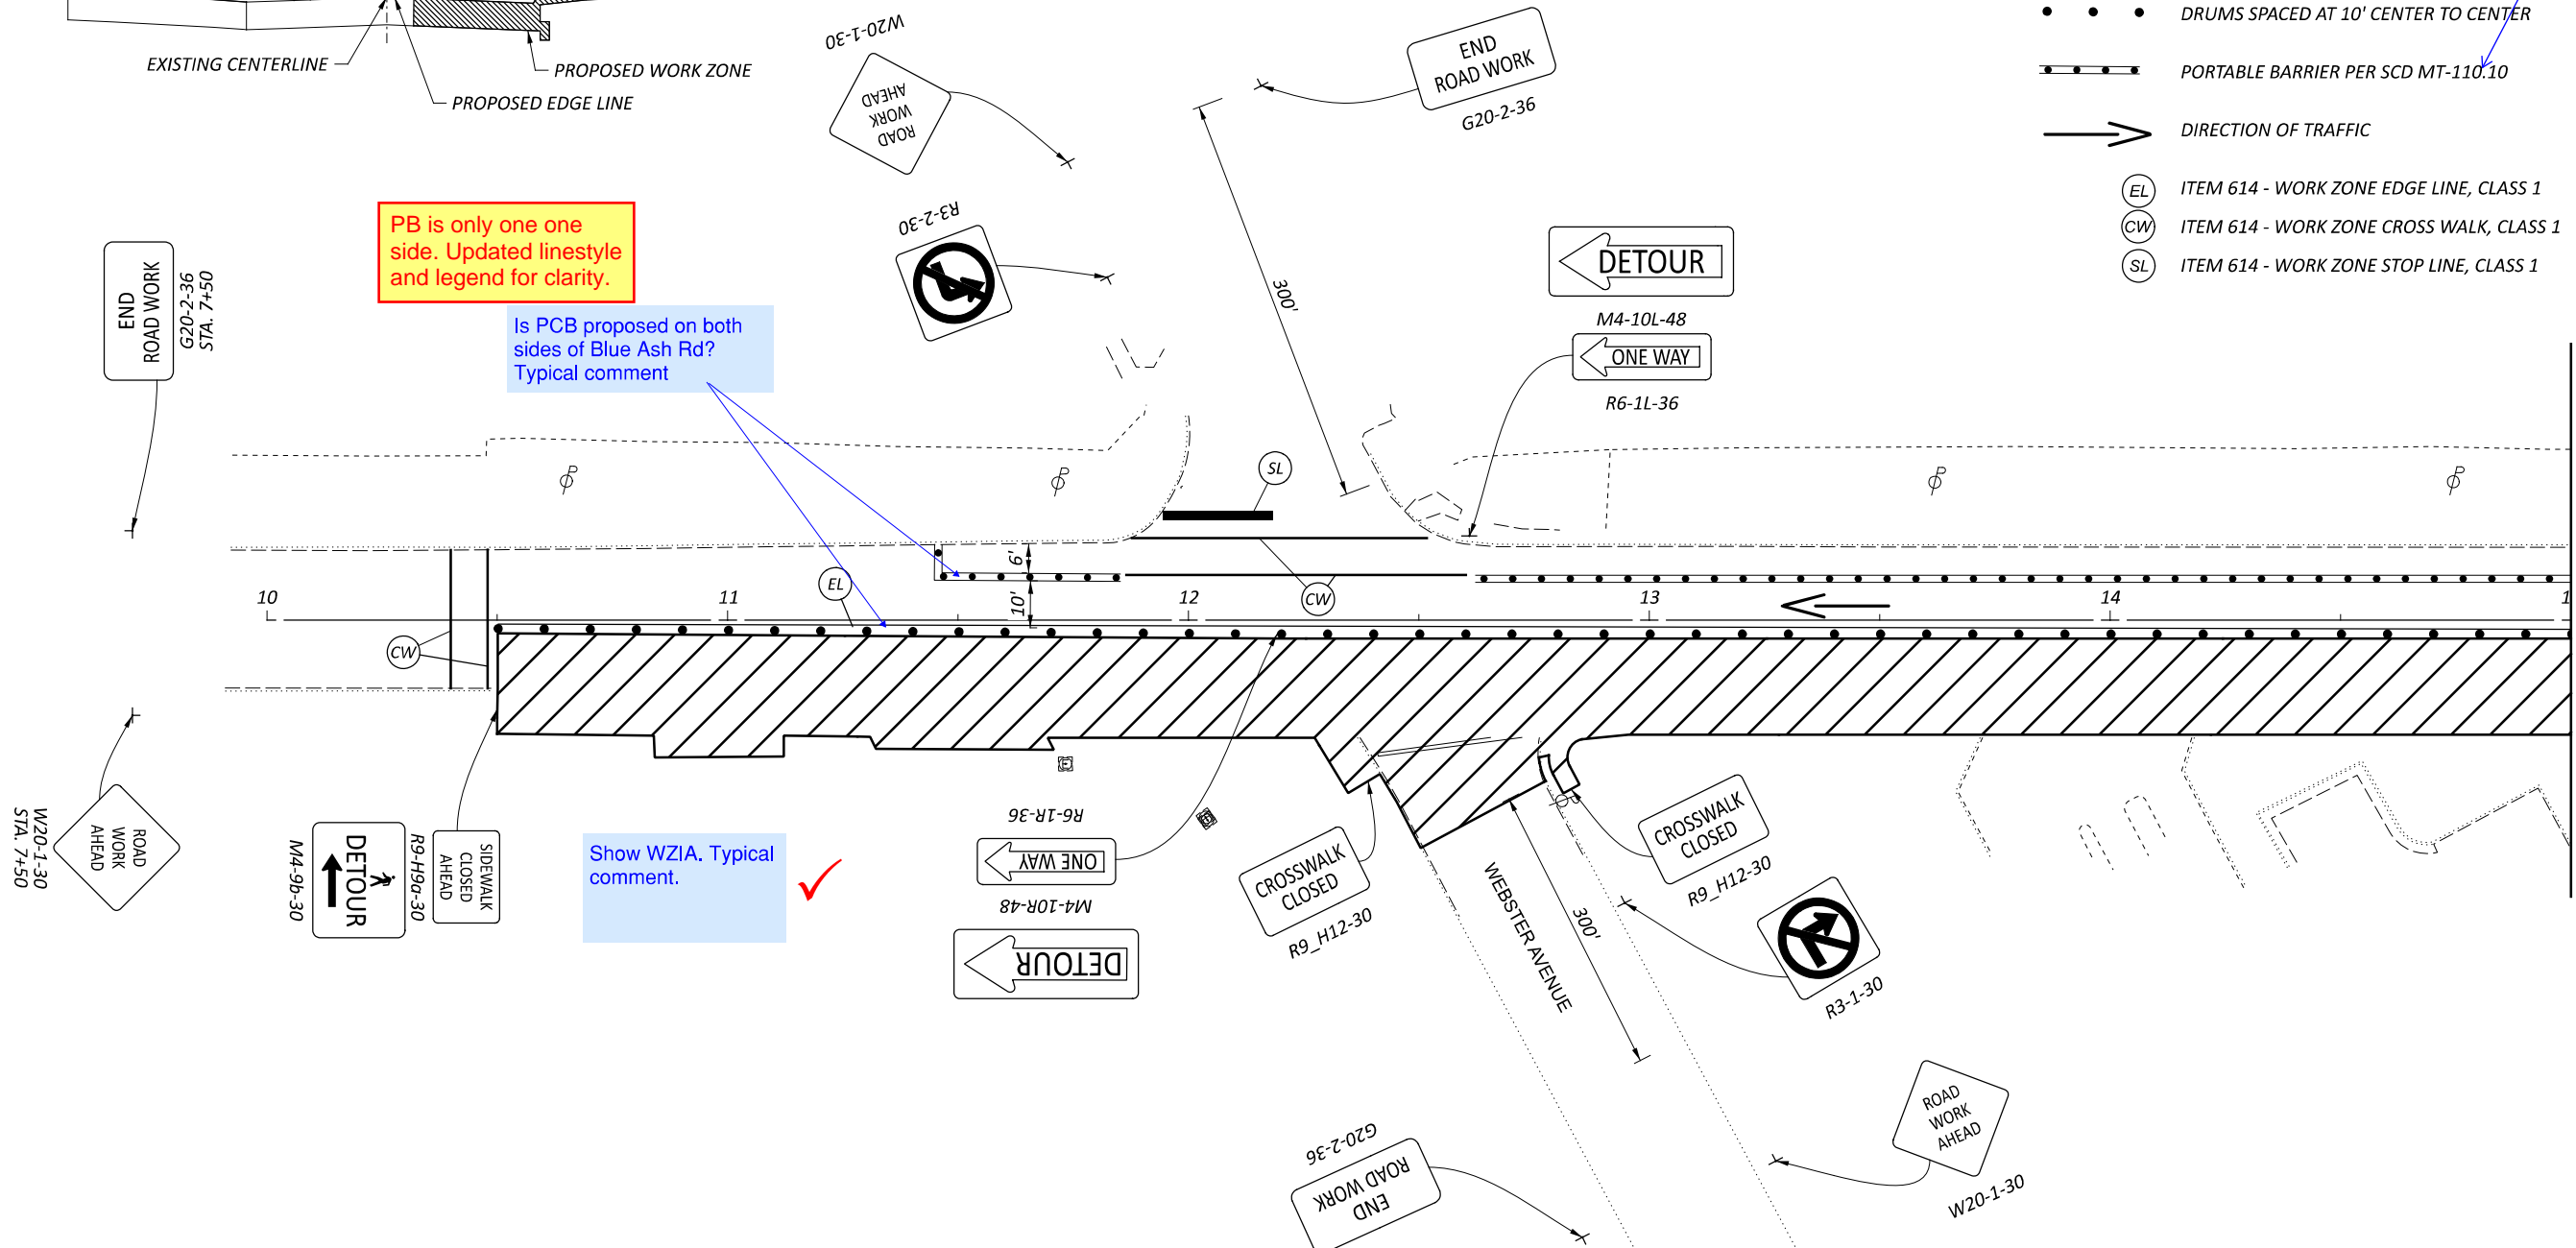 EXISTING CENTERLINE
PROPOSED WORK ZONE
PROPOSED EDGE LINE
W20-1-30
ROAD
WORK
AHEAD
END
ROAD WORK
G20-2-36
DRUMS SPACED AT 10' CENTER TO CENTER
PORTABLE BARRIER PER SCD MT-110.10
DIRECTION OF TRAFFIC
EL ITEM 614 - WORK ZONE EDGE LINE, CLASS 1
CW ITEM 614 - WORK ZONE CROSS WALK, CLASS 1
SL ITEM 614 - WORK ZONE STOP LINE, CLASS 1
PB is only one one
side. Updated linestyle
and legend for clarity.
Is PCB proposed on both
sides of Blue Ash Rd?
Typical comment
END
ROAD WORK
G20-2-36
STA. 7+50
R3-2-30
300'
DETOUR
M4-10L-48
ONE WAY
R6-1L-36
SL
6'
10'
EL
CW
CW
10
11
12
13
14
1
ROAD
WORK
AHEAD
W20-1-30
STA. 7+50
DETOUR
M4-9b-30
SIDEWALK
CLOSED
AHEAD
R9-H9a-30
Show WZIA. Typical
comment.
R6-1R-36
ONE WAY
M4-10R-48
DETOUR
CROSSWALK
CLOSED
R9_H12-30
WEBSTER AVENUE
300'
CROSSWALK
CLOSED
R9_H12-30
R3-1-30
G20-2-36
END
ROAD WORK
ROAD
WORK
AHEAD
W20-1-30